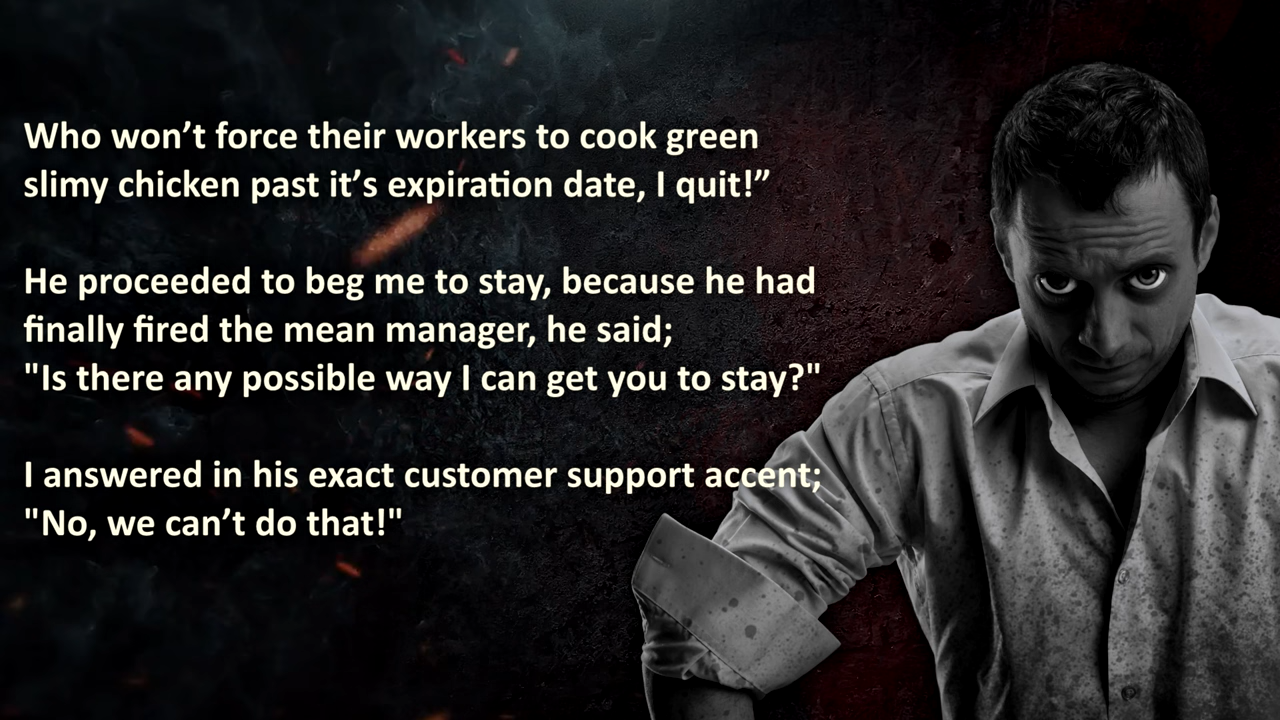 Who won’t force their workers to cook green
slimy chicken past it’s expiration date, I quit!”
He proceeded to beg me to stay, because he had
finally fired the mean manager, he said;
"Is there any possible way I can get you to stay?"
I answered in his exact customer support accent;
"No, we can’t do that!"